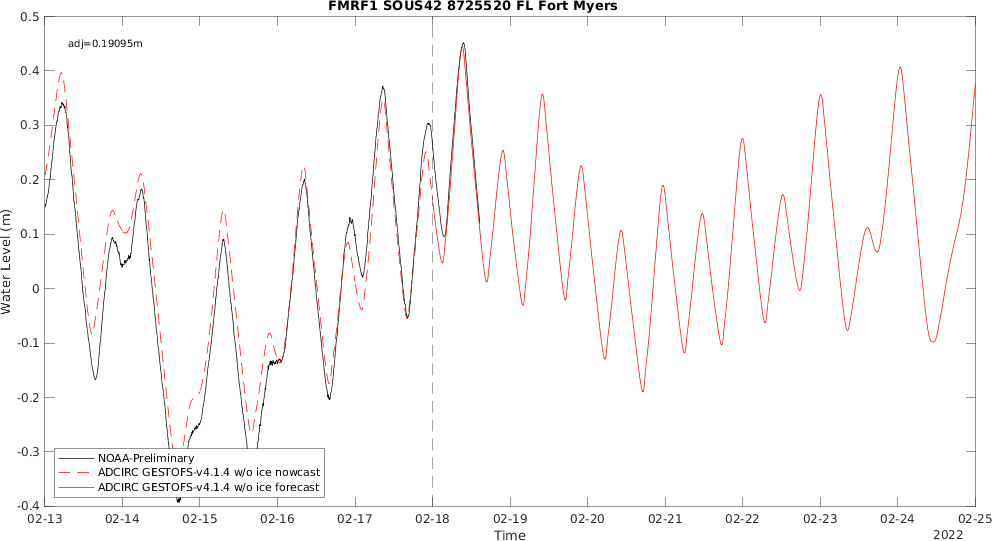 FMRF1 SOUS42 8725520 FL Fort Myers
adj=0.19095m
0.5
0.4
0.3
0.2
0.1
0
-0.1
-0.2
-0.3
-0.4
Water Level (m)
NOAA-Preliminary
ADCIRC GESTOFS-v4.1.4 w/o ice nowcast
ADCIRC GESTOFS-v4.1.4 w/o ice forecast
02-13 02-14 02-15 02-16 02-17 02-18 02-19 02-20 02-21 02-22 02-23 02-24 02-25
Time
2022